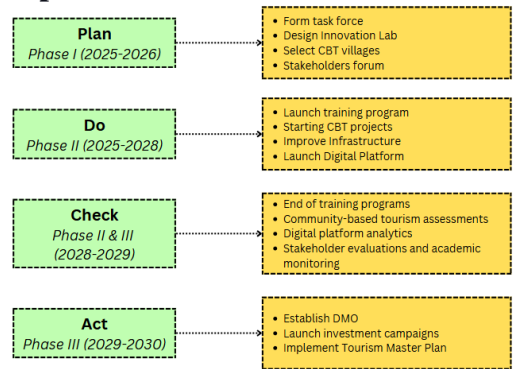 Plan
Phase I (2025-2026)
• Form task force
• Design Innovation Lab
• Select CBT villages
• Stakeholders forum
Do
Phase II (2025-2028)
• Launch training program
• Starting CBT projects
• Improve Infrastructure
• Launch Digital Platform
Check
Phase II & III
(2028-2029)
• End of training programs
• Community-based tourism assessments
• Digital platform analytics
• Stakeholder evaluations and academic
monitoring
Act
Phase III (2029-2030)
• Establish DMO
• Launch investment campaigns
• Implement Tourism Master Plan